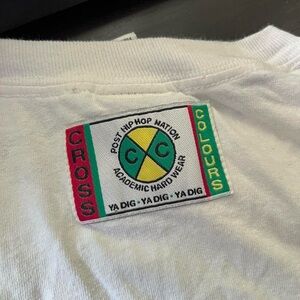 CROSS
POST HIP HOP NATION
C C
ACADEMIC HARD WEAR
YA DIG • YA DIG • YA DIG
COLOURS